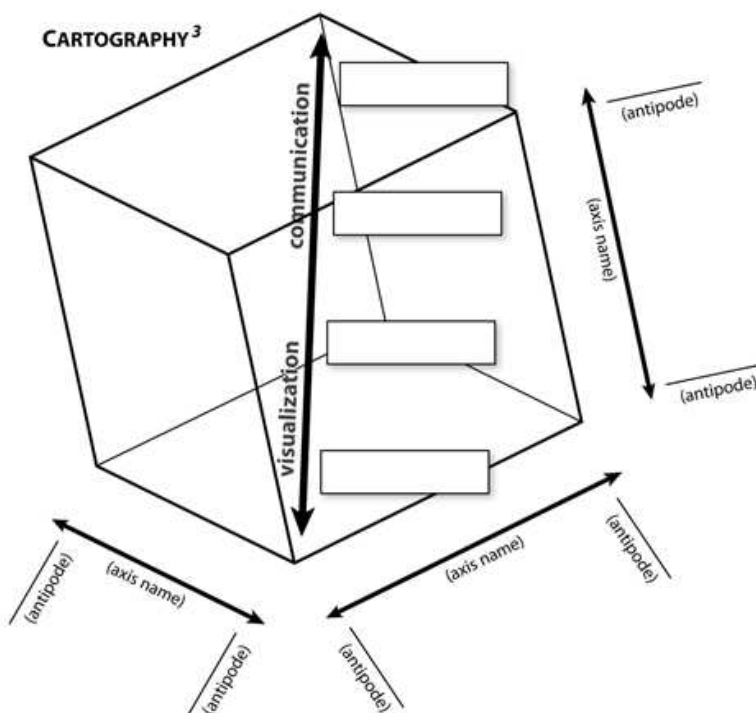 CARTOGRAPHY³
communication
visualization
(antipode)
(axis name)
(antipode)
(antipode)
(axis name)
(antipode)
(antipode)
(axis name)
(antipode)